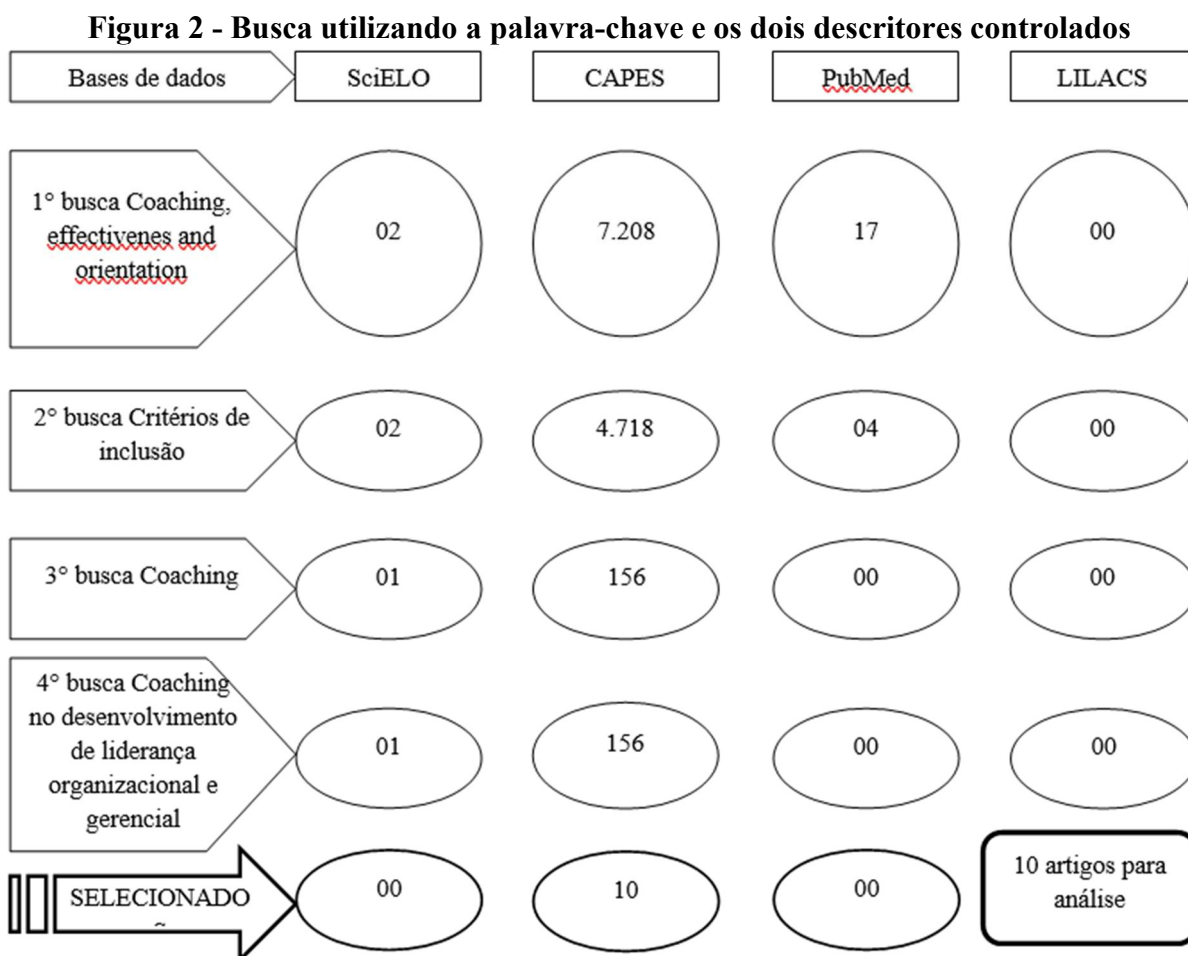 Figura 2 - Busca utilizando a palavra-chave e os dois descritores controlados
Bases de dados
SciELO
CAPES
PubMed
LILACS
1° busca Coaching,
effectivenes and
orientation
02
7.208
17
00
2° busca Critérios de
inclusão
02
4.718
04
00
3° busca Coaching
01
156
00
00
4° busca Coaching
no desenvolvimento
de liderança
organizacional e
gerencial
01
156
00
00
SELECIONADO
00
10
00
10 artigos para
análise